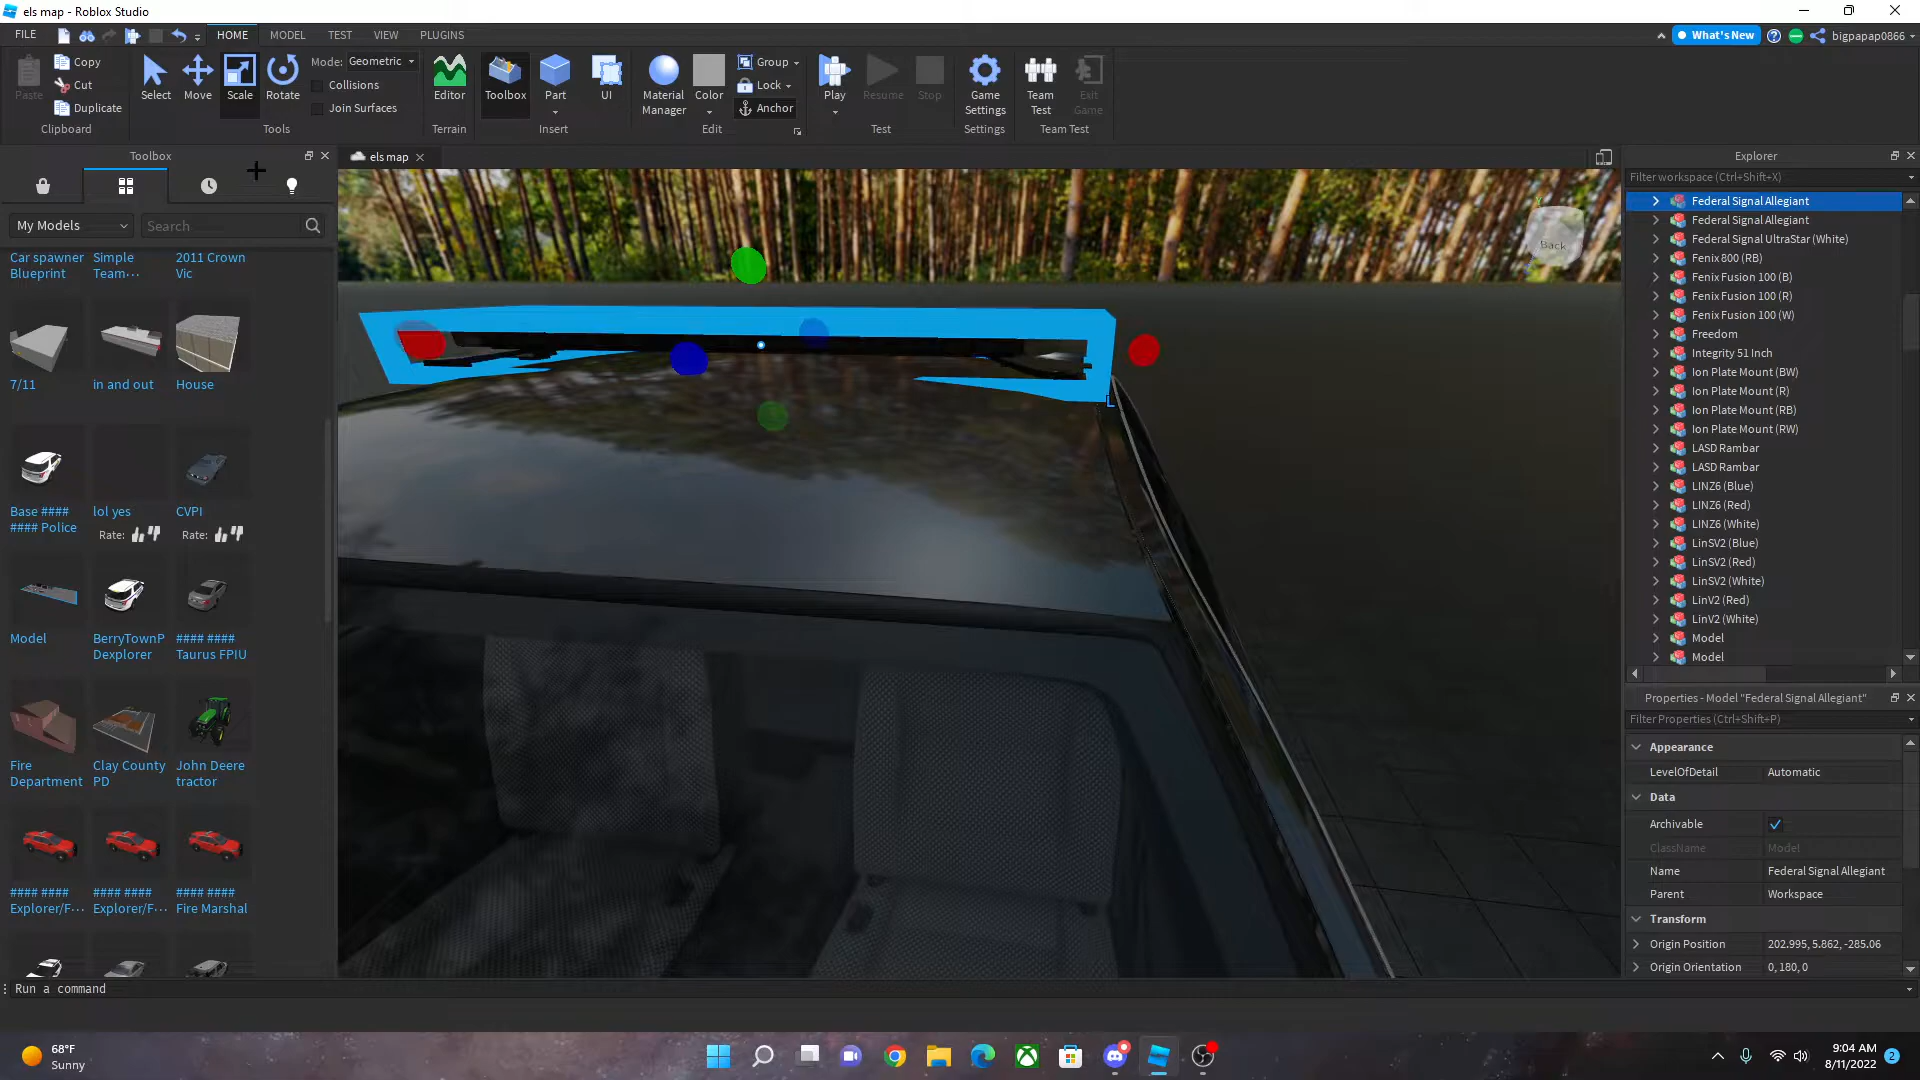 els map - Roblox Studio
FILE HOME MODEL TEST VIEW PLUGINS What's New bigpapap0866
Paste Copy Cut Duplicate
Select Move Scale Rotate Mode: Geometric Collisions Join Surfaces
Editor Toolbox Part UI Material Manager Color Group Lock Anchor
Play Resume Stop Game Settings Team Test Exit Game
Clipboard Tools Terrain Insert Edit Test Settings Team Test
Toolbox
els map
Explorer
Filter workspace (Ctrl+Shift+X)
My Models Search
Car spawner Blueprint
Simple Team...
2011 Crown Vic
7/11
in and out
House
Base #### #### Police
lol yes
CVPI
Rate:
Rate:
Model
BerryTownP Dexplorer
#### #### Taurus FPIU
Fire Department
Clay County PD
John Deere tractor
#### #### Explorer/F...
#### #### Explorer/F...
#### #### Fire Marshal
Back
Federal Signal Allegiant
Federal Signal Allegiant
Federal Signal UltraStar (White)
Fenix 800 (RB)
Fenix Fusion 100 (B)
Fenix Fusion 100 (R)
Fenix Fusion 100 (W)
Freedom
Integrity 51 Inch
Ion Plate Mount (BW)
Ion Plate Mount (R)
Ion Plate Mount (RB)
Ion Plate Mount (RW)
LASD Rambar
LASD Rambar
LINZ6 (Blue)
LINZ6 (Red)
LINZ6 (White)
LinSV2 (Blue)
LinSV2 (Red)
LinSV2 (White)
LinV2 (Red)
LinV2 (White)
Model
Model
Properties - Model "Federal Signal Allegiant"
Filter Properties (Ctrl+Shift+P)
Appearance
LevelOfDetail Automatic
Data
Archivable
ClassName Model
Name Federal Signal Allegiant
Parent Workspace
Transform
Origin Position 202.995, 5.862, -285.06
Origin Orientation 0, 180, 0
Run a command
68°F
Sunny
9:04 AM
8/11/2022
2